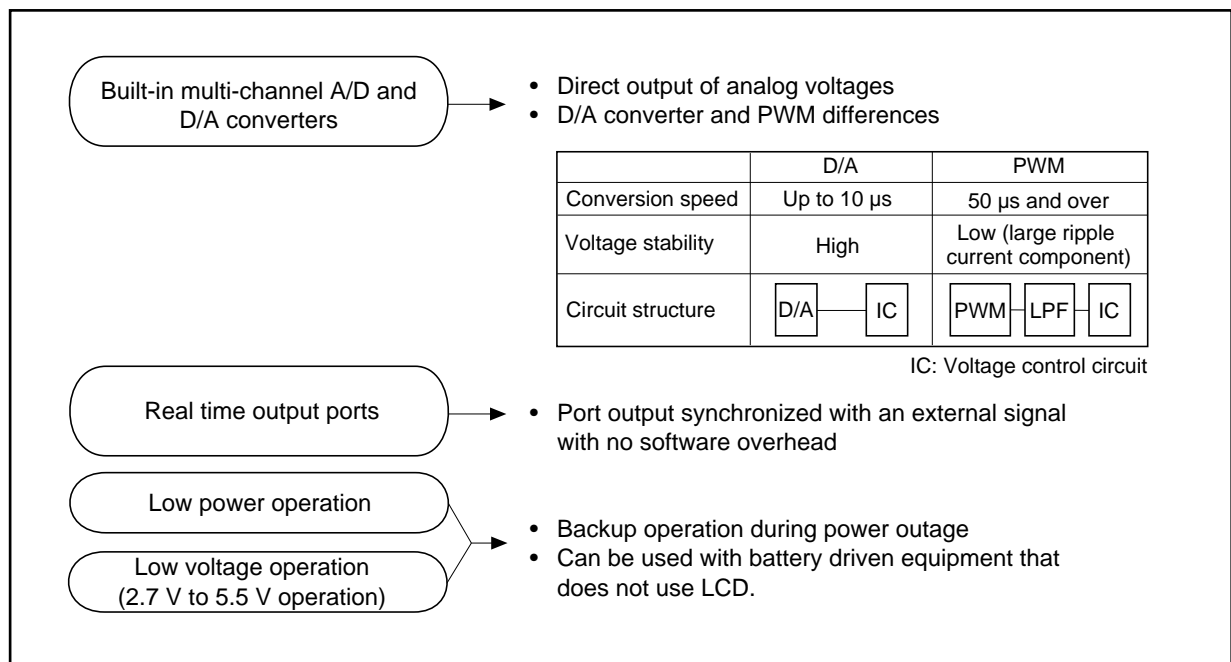 Built-in multi-channel A/D and
D/A converters
• Direct output of analog voltages
• D/A converter and PWM differences
D/A PWM
Conversion speed Up to 10 µs 50 µs and over
Voltage stability High Low (large ripple
current component)
Circuit structure D/A IC PWM LPF IC
IC: Voltage control circuit
Real time output ports
• Port output synchronized with an external signal
with no software overhead
Low power operation
Low voltage operation
(2.7 V to 5.5 V operation)
• Backup operation during power outage
• Can be used with battery driven equipment that
does not use LCD.